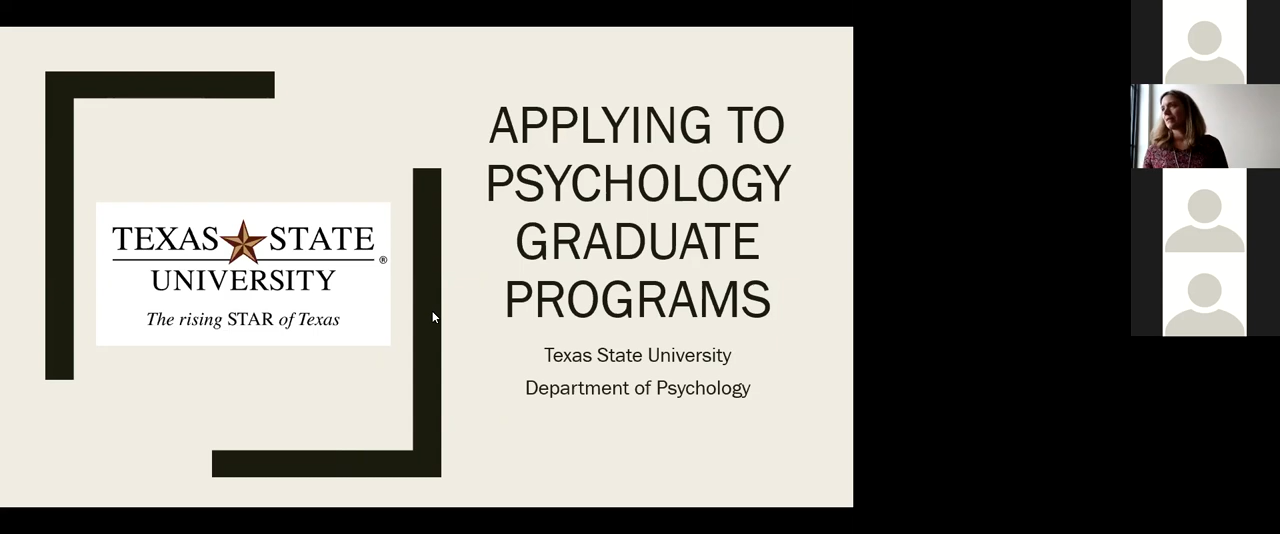 TEXAS STATE
®
UNIVERSITY
The rising STAR of Texas
APPLYING TO
PSYCHOLOGY
GRADUATE
PROGRAMS
Texas State University
Department of Psychology